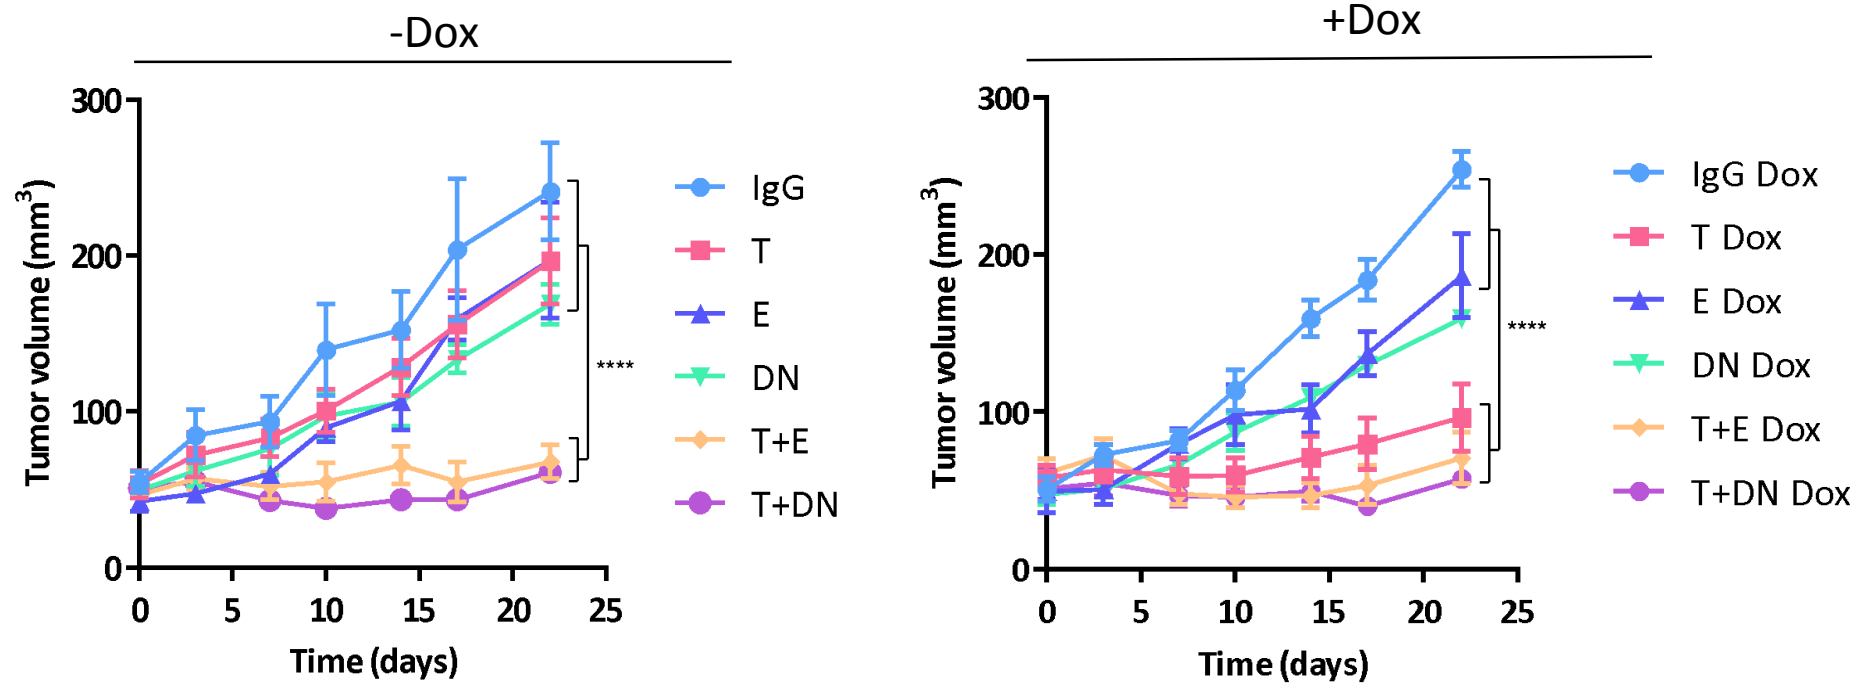 -Dox
300
200
100
0
0 5 10 15 20 25
Tumor volume (mm³)
Time (days)
****
IgG
T
E
DN
T+E
T+DN
+Dox
300
200
100
0
0 5 10 15 20 25
Tumor volume (mm³)
Time (days)
****
IgG Dox
T Dox
E Dox
DN Dox
T+E Dox
T+DN Dox